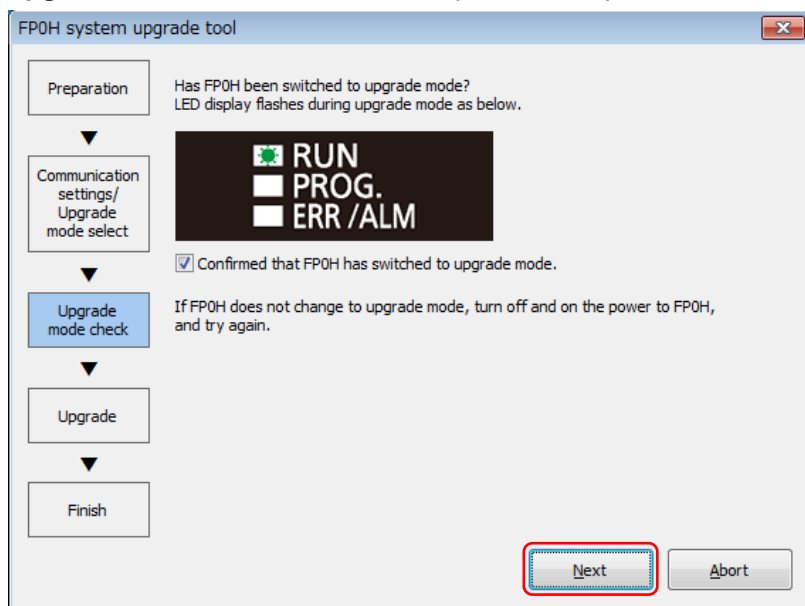 FP0H system upgrade tool
Preparation
Communication
settings/
Upgrade
mode select
Upgrade
mode check
Upgrade
Finish
Has FP0H been switched to upgrade mode?
LED display flashes during upgrade mode as below.
RUN
PROG.
ERR/ALM
Confirmed that FP0H has switched to upgrade mode.
If FP0H does not change to upgrade mode, turn off and on the power to FP0H,
and try again.
Next
Abort